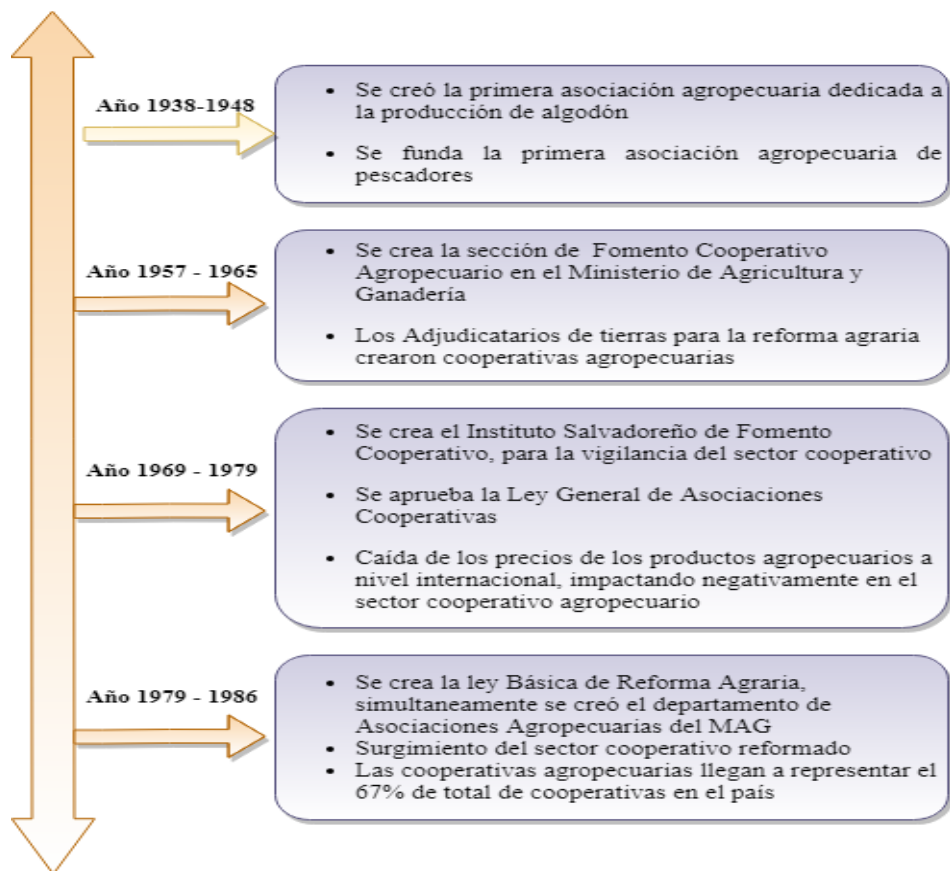 Año 1938-1948
• Se creó la primera asociación agropecuaria dedicada a
la producción de algodón
• Se funda la primera asociación agropecuaria de
pescadores
Año 1957 - 1965
• Se crea la sección de Fomento Cooperativo
Agropecuario en el Ministerio de Agricultura y
Ganadería
• Los Adjudicatarios de tierras para la reforma agraria
crearon cooperativas agropecuarias
Año 1969 - 1979
• Se crea el Instituto Salvadoreño de Fomento
Cooperativo, para la vigilancia del sector cooperativo
• Se aprueba la Ley General de Asociaciones
Cooperativas
• Caída de los precios de los productos agropecuarios a
nivel internacional, impactando negativamente en el
sector cooperativo agropecuario
Año 1979 - 1986
• Se crea la ley Básica de Reforma Agraria,
simultaneamente se creó el departamento de
Asociaciones Agropecuarias del MAG
• Surgimiento del sector cooperativo reformado
• Las cooperativas agropecuarias llegan a representar el
67% de total de cooperativas en el país